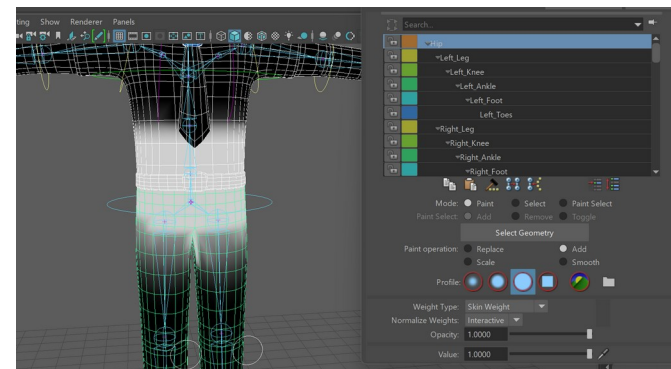 ting Show Renderer Panels
Search...
Hip
Left_Leg
Left_Knee
Left_Ankle
Left_Foot
Left_Toes
Right_Leg
Right_Knee
Right_Ankle
Right_Foot
Mode: Paint Select Paint Select
Paint Select: Add Remove Toggle
Select Geometry
Paint operation: Replace Add
Scale Smooth
Profile:
Weight Type: Skin Weight
Normalize Weights: Interactive
Opacity: 1.0000
Value: 1.0000